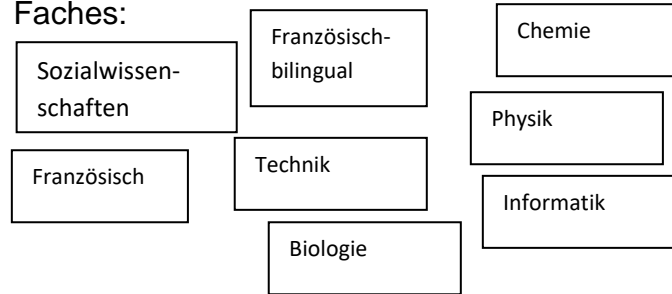 Faches:
Sozialwissen-
schaften
Französisch-
bilingual
Chemie
Physik
Französisch
Technik
Informatik
Biologie